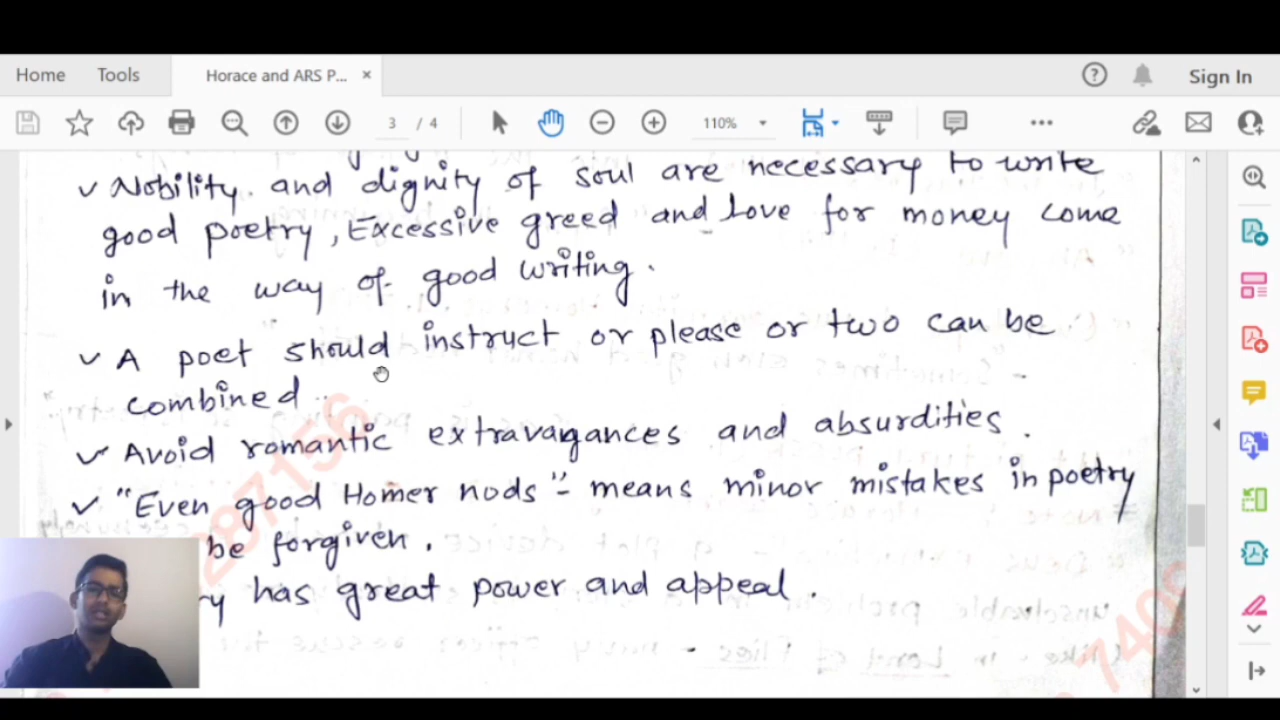 Home Tools Horace and ARS P... × Sign In
3 / 4 110%
✓ Nobility and dignity of soul are necessary to write
good poetry, Excessive greed and love for money come
in the way of good writing.
✓ A poet should instruct or please or two can be
combined
✓ Avoid romantic extravagances and absurdities.
✓ "Even good Homer nods" - means minor mistakes in poetry
be forgiven.
ry has great power and appeal.
287156
7408